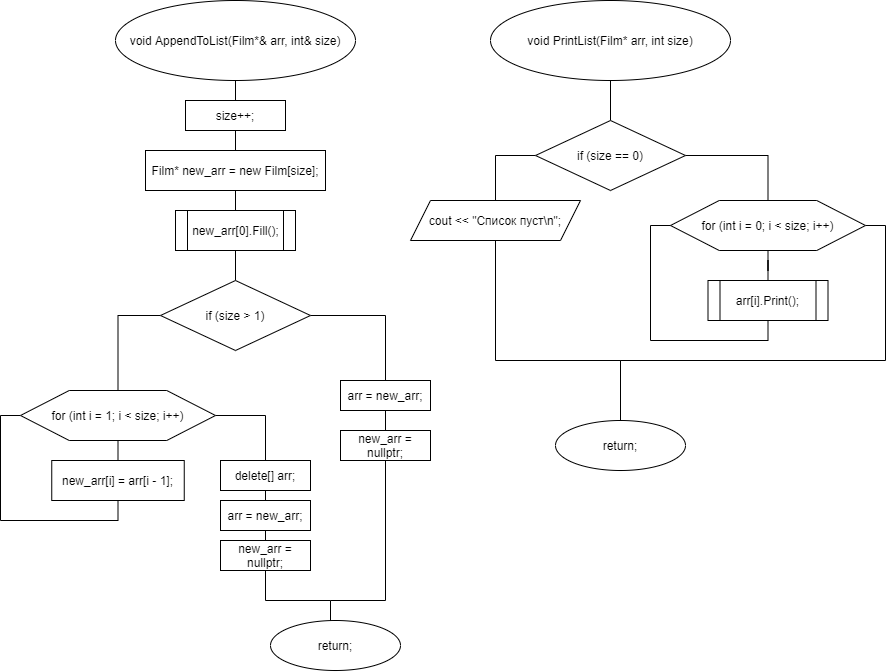 void AppendToList(Film*& arr, int& size)
size++;
Film* new_arr = new Film[size];
new_arr[0].Fill();
if (size > 1)
for (int i = 1; i < size; i++)
new_arr[i] = arr[i - 1];
delete[] arr;
arr = new_arr;
new_arr =
nullptr;
arr = new_arr;
new_arr =
nullptr;
return;
void PrintList(Film* arr, int size)
if (size == 0)
cout << "Список пуст\n";
for (int i = 0; i < size; i++)
arr[i].Print();
return;